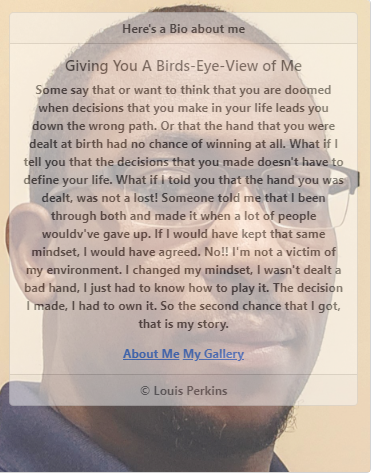 Here's a Bio about me
Giving You A Birds-Eye-View of Me
Some say that or want to think that you are doomed
when decisions that you make in your life leads you
down the wrong path. Or that the hand that you were
dealt at birth had no chance of winning at all. What if I
tell you that the decisions that you made doesn't have to
define your life. What if I told you that the hand you was
dealt, was not a lost! Someone told me that I been
through both and made it when a lot of people
wouldv've gave up. If I would have kept that same
mindset, I would have agreed. No!! I'm not a victim of
my environment. I changed my mindset, I wasn't dealt a
bad hand, I just had to know how to play it. The decision
I made, I had to own it. So the second chance that I got,
that is my story.
About Me My Gallery
© Louis Perkins